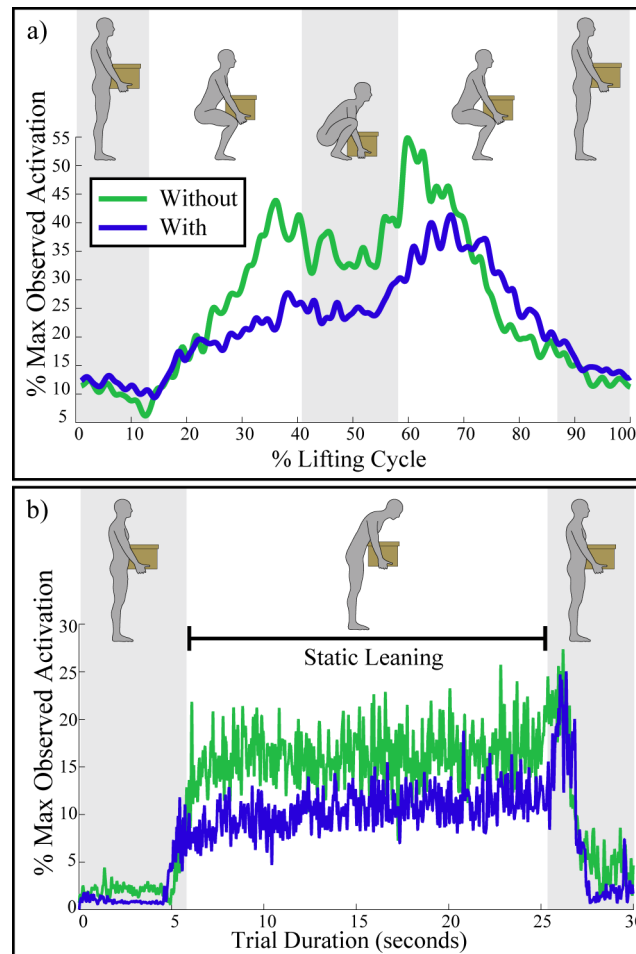 a)
% Max Observed Activation
55
50
45
40
35
30
25
20
15
10
5
Without
With
0 10 20 30 40 50 60 70 80 90 100
% Lifting Cycle
b)
% Max Observed Activation
30
25
20
15
10
5
0
Static Leaning
0 5 10 15 20 25 30
Trial Duration (seconds)